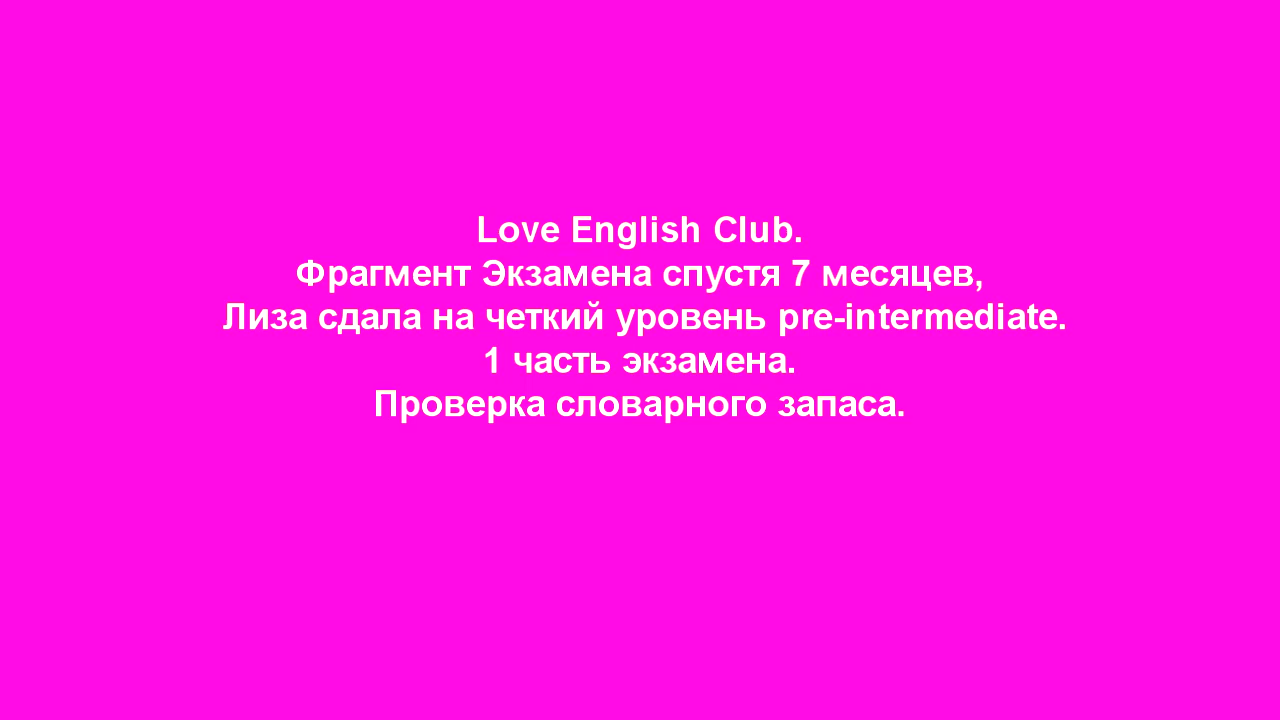 Love English Club.
Фрагмент Экзамена спустя 7 месяцев,
Лиза сдала на четкий уровень pre-intermediate.
1 часть экзамена.
Проверка словарного запаса.